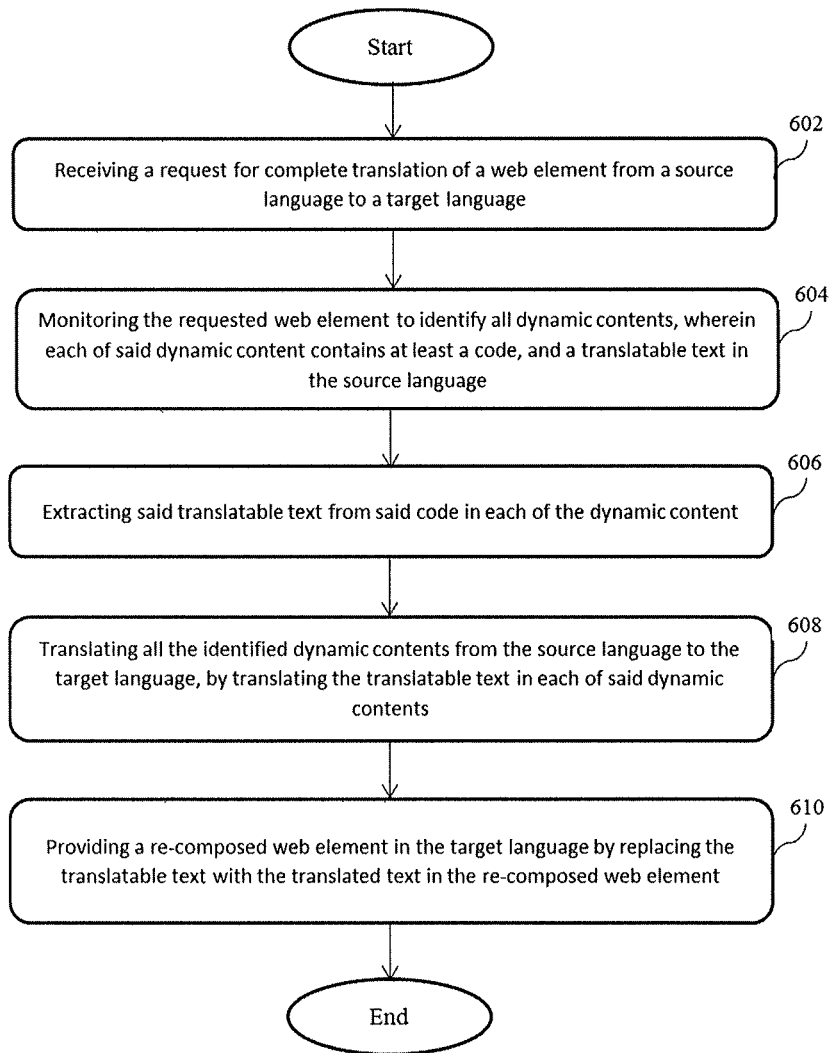 Start
602
Receiving a request for complete translation of a web element from a source
language to a target language
604
Monitoring the requested web element to identify all dynamic contents, wherein
each of said dynamic content contains at least a code, and a translatable text in
the source language
606
Extracting said translatable text from said code in each of the dynamic content
608
Translating all the identified dynamic contents from the source language to the
target language, by translating the translatable text in each of said dynamic
contents
610
Providing a re-composed web element in the target language by replacing the
translatable text with the translated text in the re-composed web element
End